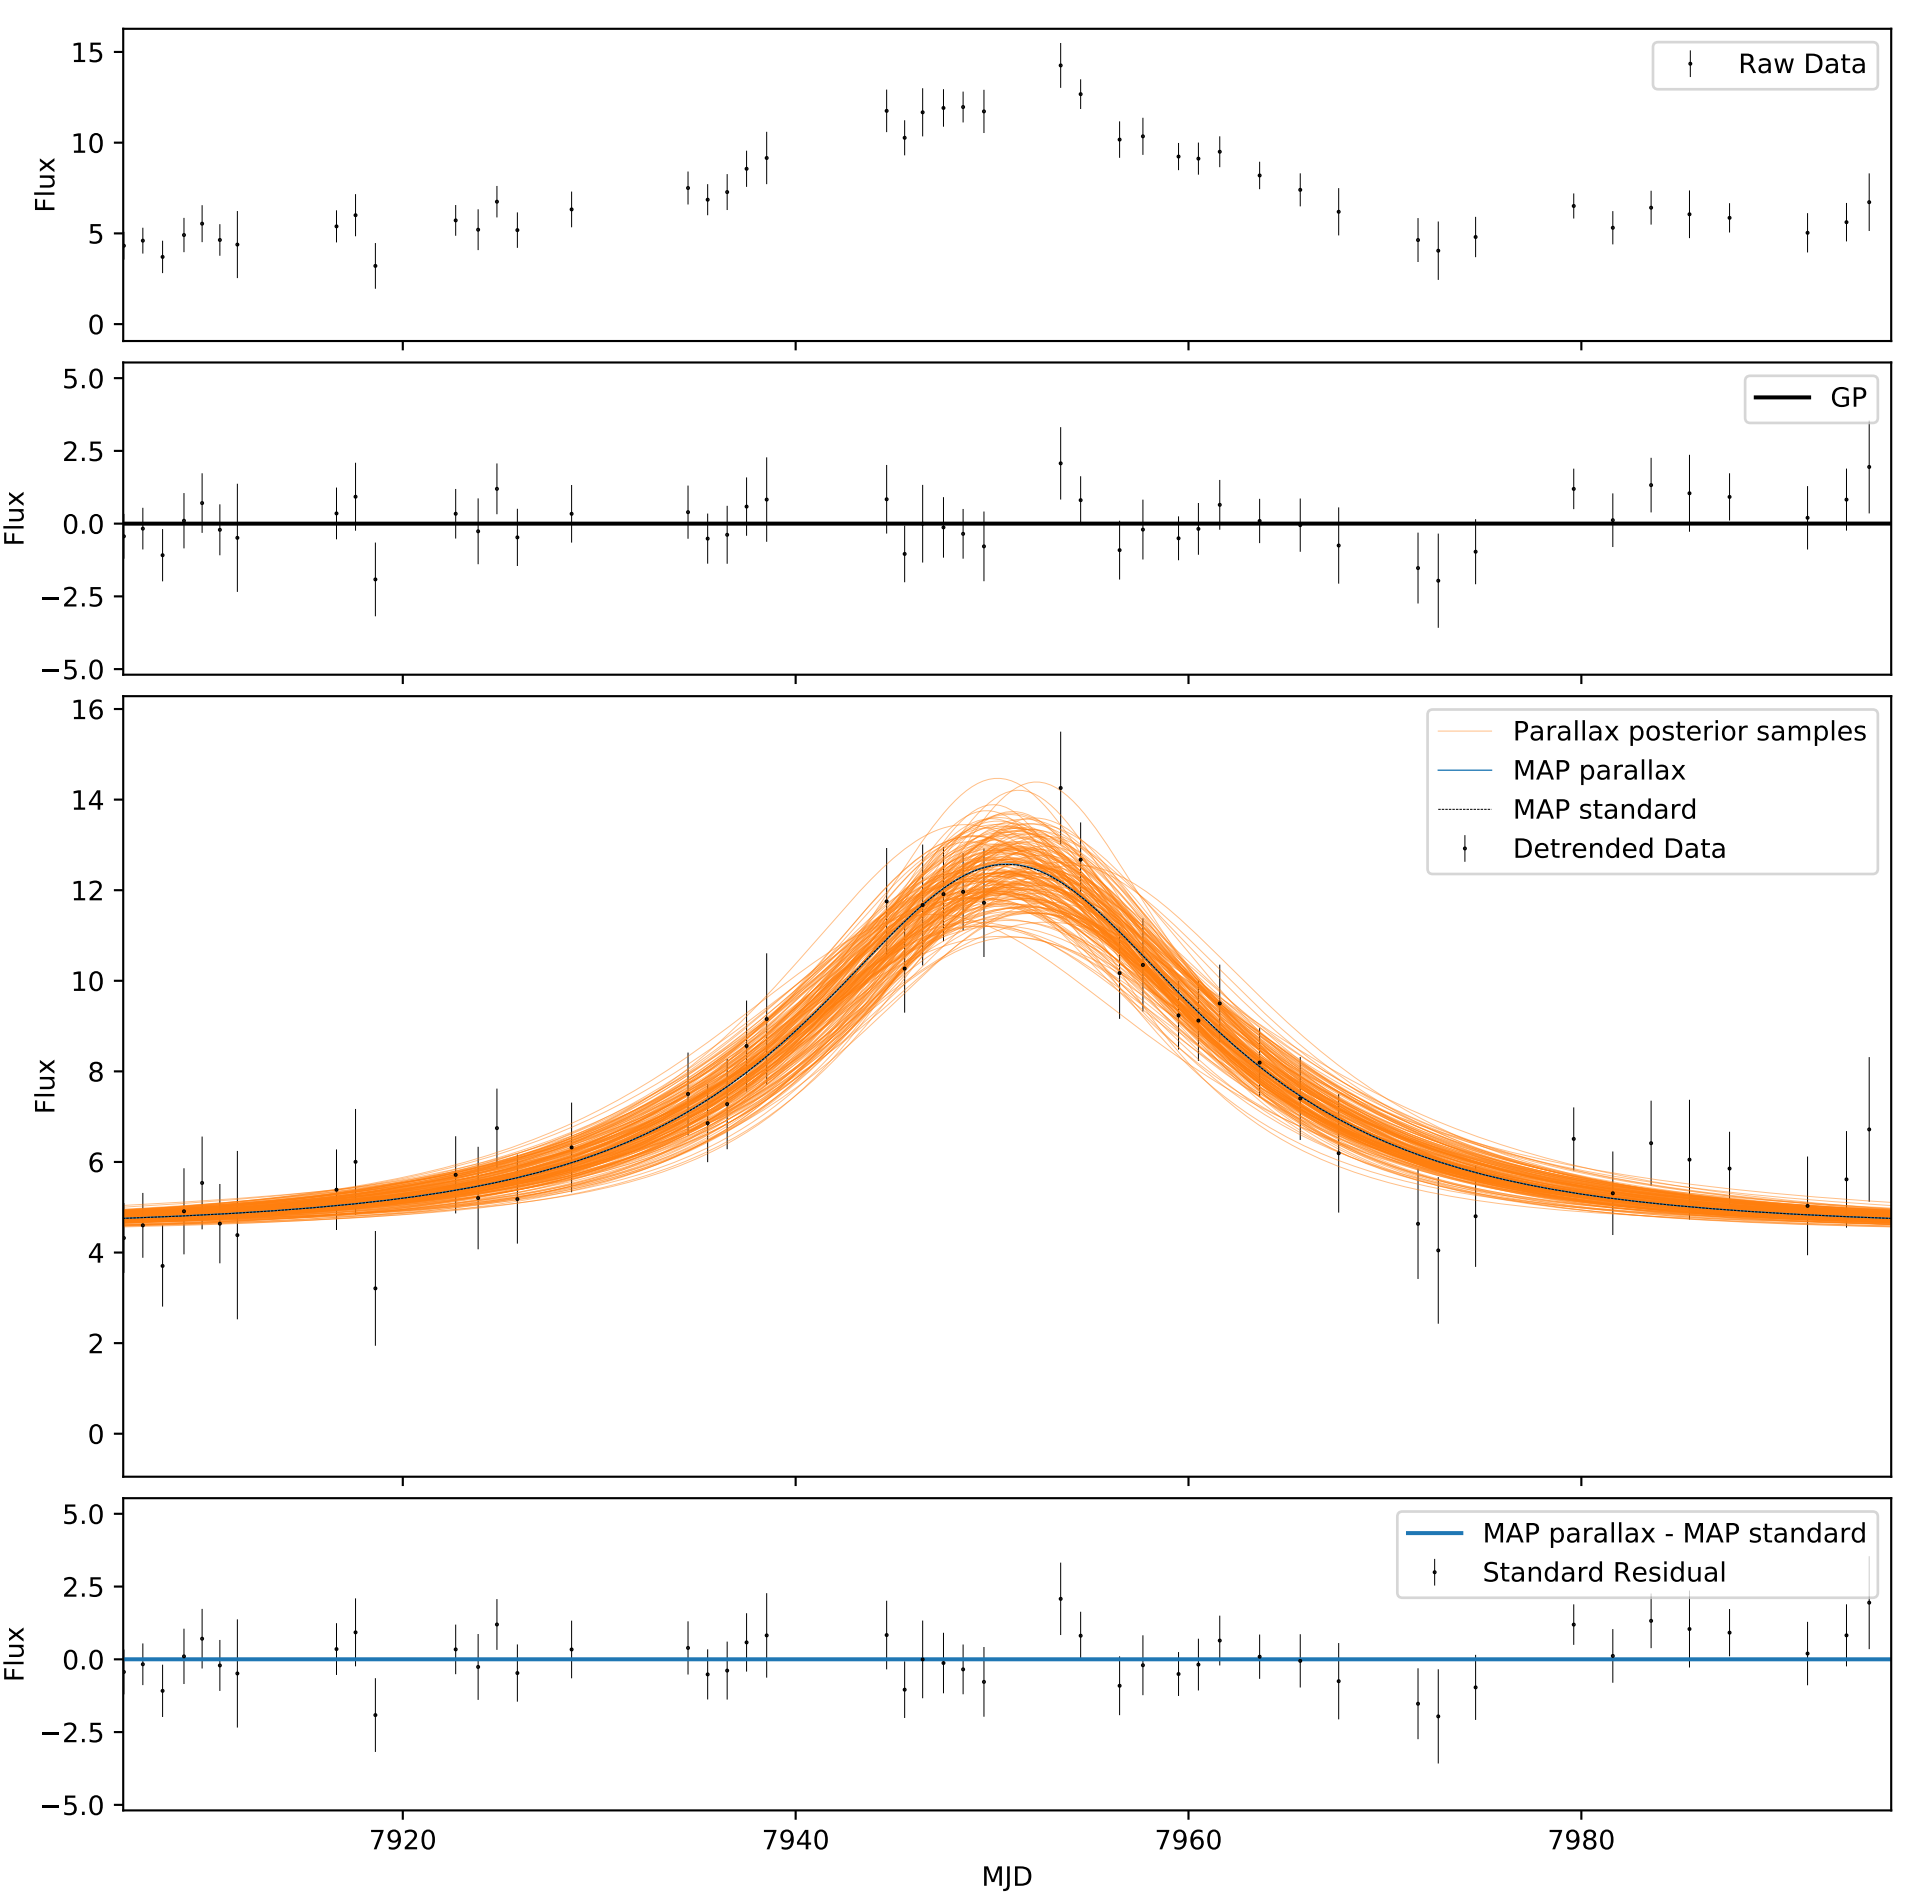 15
10
5
0
Flux
Raw Data
5.0
2.5
0.0
−2.5
−5.0
Flux
GP
16
14
12
10
8
6
4
2
0
Flux
Parallax posterior samples
MAP parallax
MAP standard
Detrended Data
5.0
2.5
0.0
−2.5
−5.0
Flux
MAP parallax - MAP standard
Standard Residual
7920 7940 7960 7980
MJD